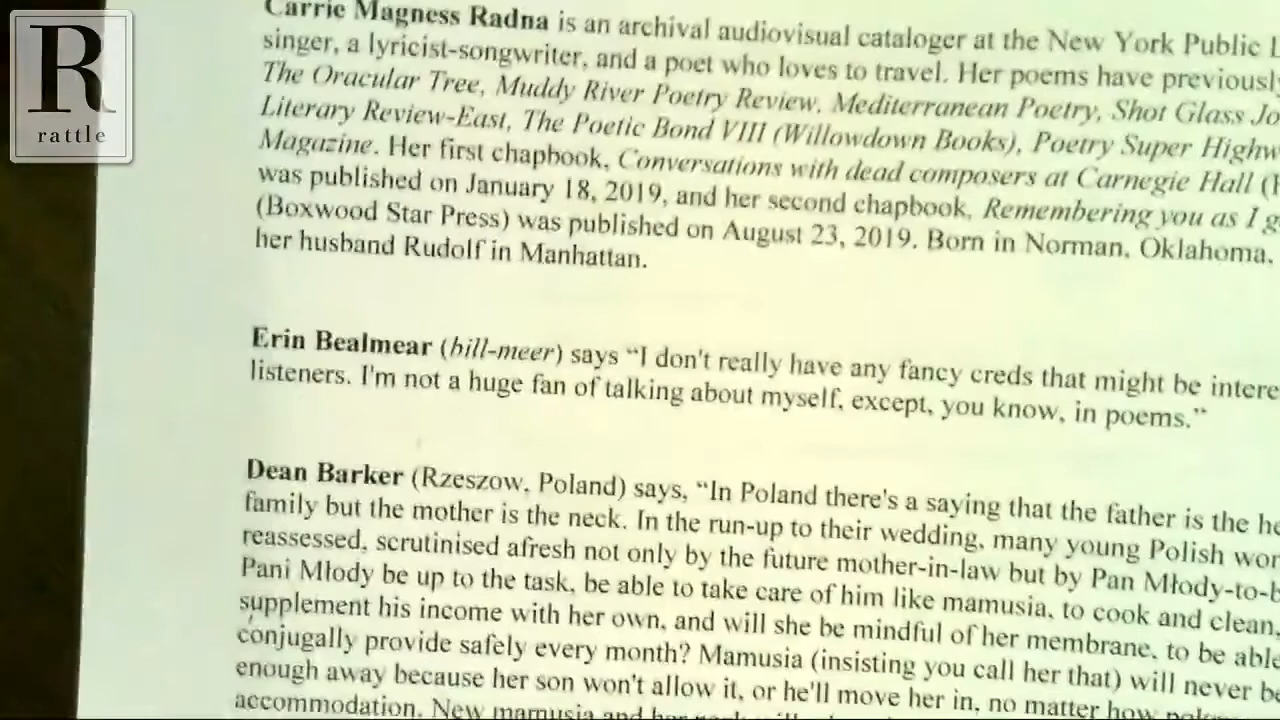 R
rattle
Carrie Magness Radna is an archival audiovisual cataloger at the New York Public
singer, a lyricist-songwriter, and a poet who loves to travel. Her poems have previously
The Oracular Tree, Muddy River Poetry Review, Mediterranean Poetry, Shot Glass Jo
Literary Review-East, The Poetic Bond VIII (Willowdown Books), Poetry Super Highw
Magazine. Her first chapbook, Conversations with dead composers at Carnegie Hall (
was published on January 18, 2019, and her second chapbook, Remembering you as I g
(Boxwood Star Press) was published on August 23, 2019. Born in Norman, Oklahoma,
her husband Rudolf in Manhattan.
Erin Bealmear (bill-meer) says “I don't really have any fancy creds that might be intere
listeners. I'm not a huge fan of talking about myself, except, you know, in poems.”
Dean Barker (Rzeszow, Poland) says, “In Poland there's a saying that the father is the he
family but the mother is the neck. In the run-up to their wedding, many young Polish wo
reassessed, scrutinised afresh not only by the future mother-in-law but by Pan Młody-to-b
Pani Młody be up to the task, be able to take care of him like mamusia, to cook and clean,
supplement his income with her own, and will she be mindful of her membrane, to be able
conjugally provide safely every month? Mamusia (insisting you call her that) will never be
enough away because her son won't allow it, or he'll move her in, no matter how
accommodation. New mamusia and her